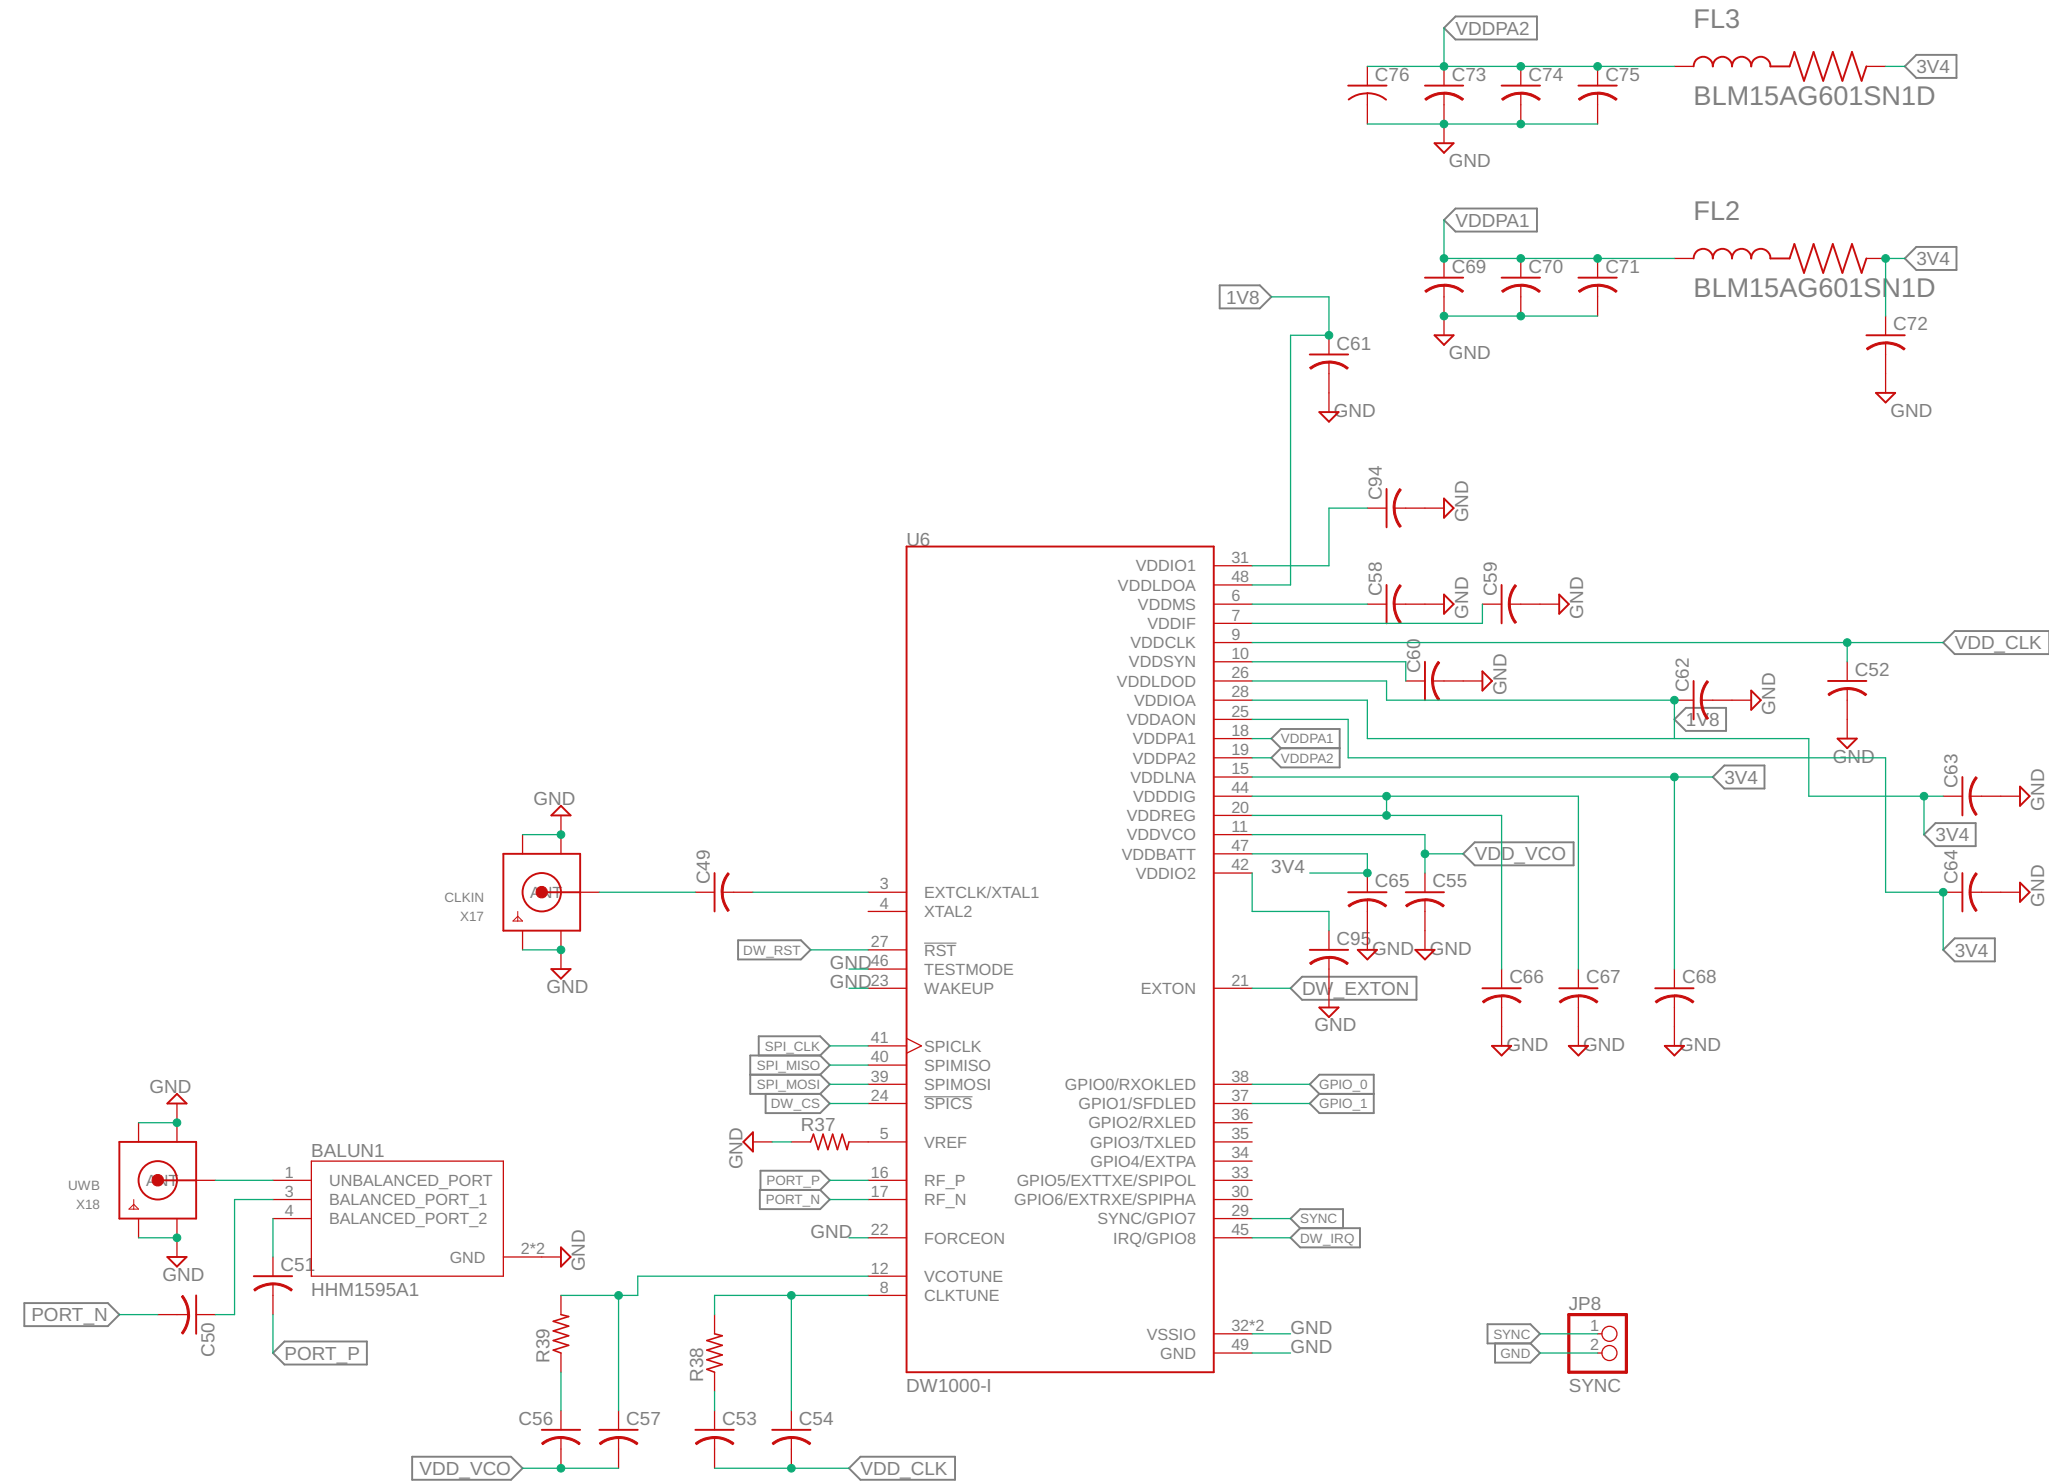 FL3
VDDPA2
C76 C73 C74 C75 3V4
BLM15AG601SN1D
GND
FL2
VDDPA1
C69 C70 C71 3V4
BLM15AG601SN1D
1V8
C61 GND C72
GND GND
C94 GND
U6
VDDIO1 31
VDDLDOA 48 C58 GND C59 GND
VDDMS 6
VDDIF 7
VDDCLK 9 VDD_CLK
VDDSYN 10 C60 GND C62 GND C52
VDDLDOD 26
VDDIOA 28
VDDAON 25 1V8
VDDPA1 18 VDDPA1
VDDPA2 19 VDDPA2 GND
VDDLNA 15 3V4 C63 GND
VDDDIG 44
VDDREG 20
VDDVCO 11 3V4
VDDBATT 47 VDD_VCO
VDDIO2 42 3V4 C65 C55 C64 GND
GND
CLKIN ANT C49 3 EXTCLK/XTAL1
X17 4 XTAL2
C95 GND GND 3V4
DW_RST 27 RST
GND 46 TESTMODE
GND 23 WAKEUP
GND
EXTON 21 DW_EXTON C66 C67 C68
GND
GND GND GND
SPI_CLK 41 SPICLK
SPI_MISO 40 SPIMISO
SPI_MOSI 39 SPIMOSI
DW_CS 24 SPICS
GPIO0/RXOKLED 38 GPIO_0
GPIO1/SFDLED 37 GPIO_1
GPIO2/RXLED 36
GPIO3/TXLED 35
GPIO4/EXTPA 34
GPIO5/EXTTXE/SPIPOL 33
GPIO6/EXTRXE/SPIPHA 30
SYNC/GPIO7 29 SYNC
IRQ/GPIO8 45 DW_IRQ
GND R37 5 VREF
PORT_P 16 RF_P
PORT_N 17 RF_N
GND 22 FORCEON
12 VCOTUNE
8 CLKTUNE
GND
BALUN1
UWB ANT 1 UNBALANCED_PORT
X18 3 BALANCED_PORT_1
4 BALANCED_PORT_2
GND 2*2 GND
GND C51
HHM1595A1
PORT_N C50
PORT_P
R39 R38
VSSIO 32*2 GND
GND 49 GND
DW1000-I
JP8
SYNC 1
GND 2
SYNC
C56 C57 C53 C54
VDD_VCO VDD_CLK